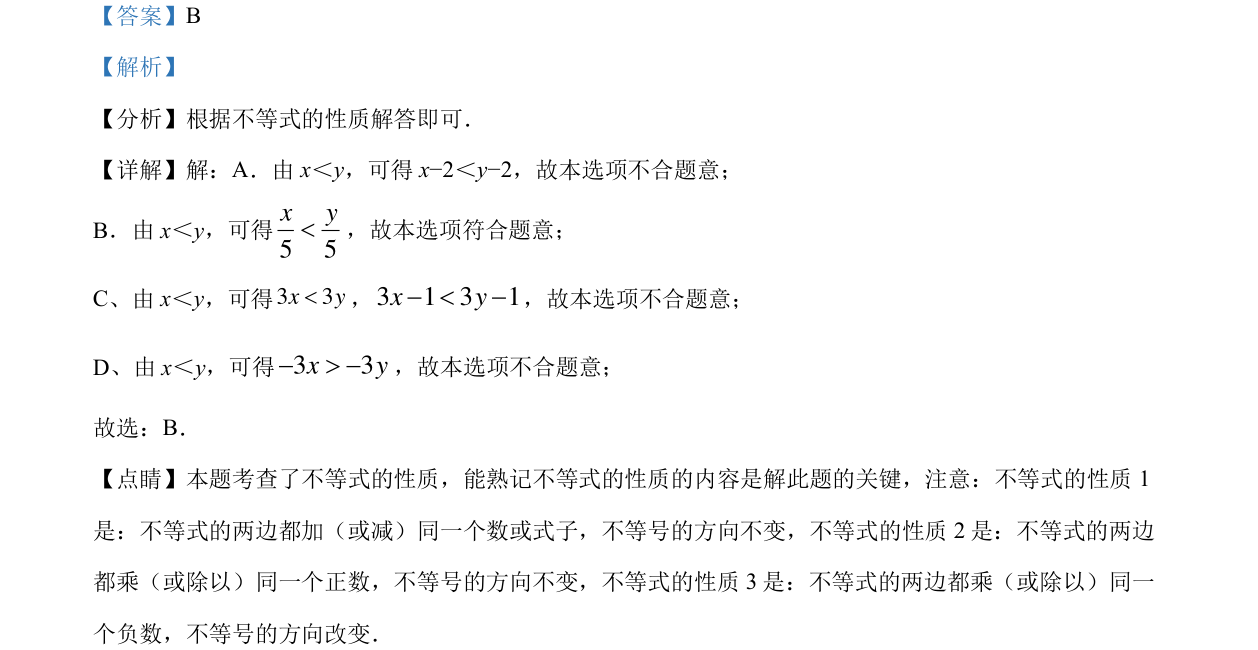 【答案】B
【解析】
【分析】根据不等式的性质解答即可．
【详解】解：A．由 x＜y，可得 x−2＜y−2，故本选项不合题意；
B．由 x＜y，可得 x/5 < y/5，故本选项符合题意；
C、由 x＜y，可得 3x < 3y，3x−1<3y−1，故本选项不合题意；
D、由 x＜y，可得 −3x > −3y，故本选项不合题意；
故选：B．
【点睛】本题考查了不等式的性质，能熟记不等式的性质的内容是解此题的关键，注意：不等式的性质 1
是：不等式的两边都加（或减）同一个数或式子，不等号的方向不变，不等式的性质 2 是：不等式的两边
都乘（或除以）同一个正数，不等号的方向不变，不等式的性质 3 是：不等式的两边都乘（或除以）同一
个负数，不等号的方向改变．